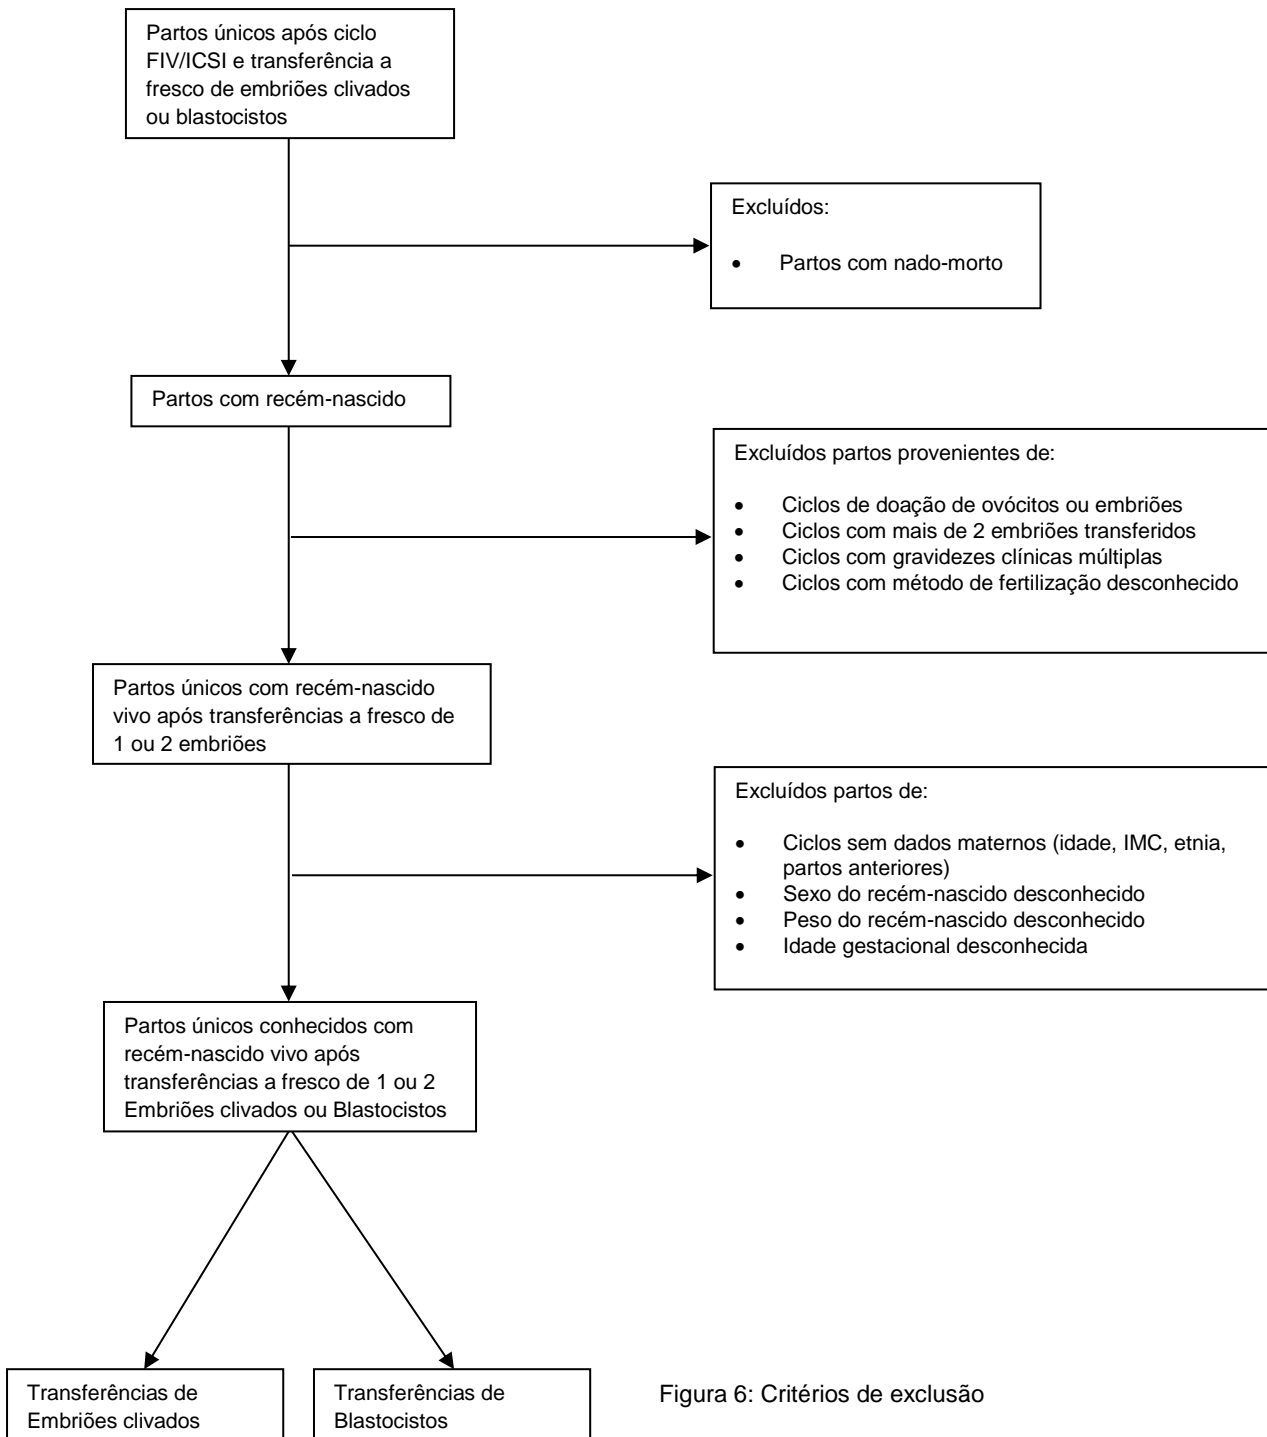 Partos únicos após ciclo
FIV/ICSI e transferência a
fresco de embriões clivados
ou blastocistos
Excluídos:
• Partos com nado-morto
Partos com recém-nascido
Excluídos partos provenientes de:
• Ciclos de doação de ovócitos ou embriões
• Ciclos com mais de 2 embriões transferidos
• Ciclos com gravidezes clínicas múltiplas
• Ciclos com método de fertilização desconhecido
Partos únicos com recém-nascido
vivo após transferências a fresco de
1 ou 2 embriões
Excluídos partos de:
• Ciclos sem dados maternos (idade, IMC, etnia,
partos anteriores)
• Sexo do recém-nascido desconhecido
• Peso do recém-nascido desconhecido
• Idade gestacional desconhecida
Partos únicos conhecidos com
recém-nascido vivo após
transferências a fresco de 1 ou 2
Embriões clivados ou Blastocistos
Transferências de
Embriões clivados
Transferências de
Blastocistos
Figura 6: Critérios de exclusão